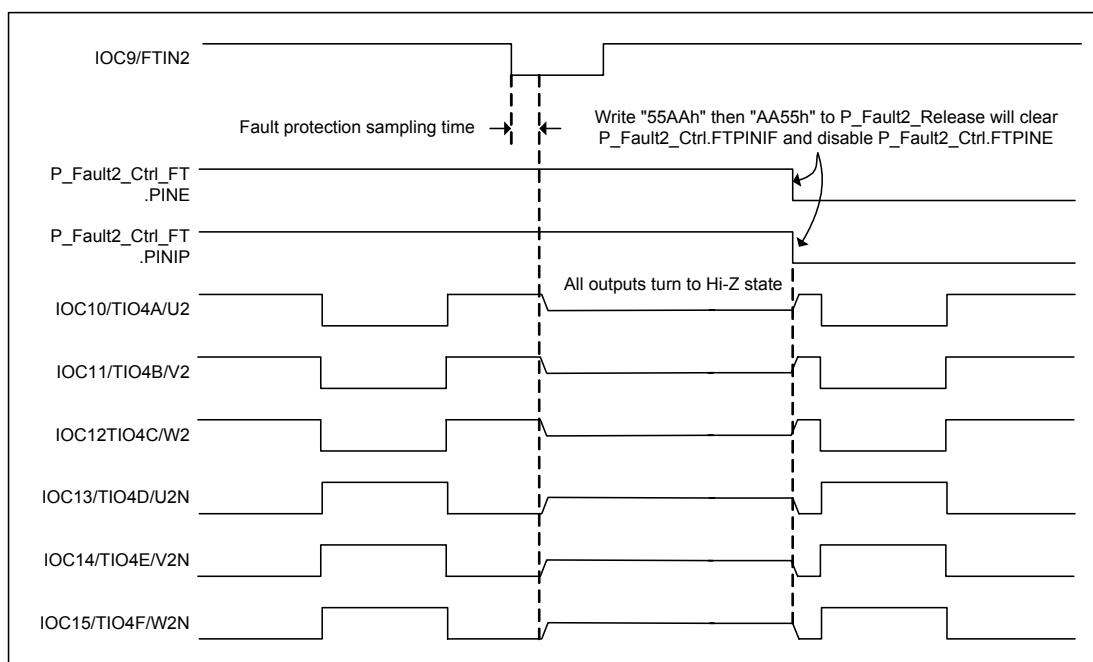 IOC9/FTIN2
Fault protection sampling time
Write "55AAh" then "AA55h" to P_Fault2_Release will clear
P_Fault2_Ctrl.FTPINIF and disable P_Fault2_Ctrl.FTPINE
P_Fault2_Ctrl_FT
.PINE
P_Fault2_Ctrl_FT
.PINIP
All outputs turn to Hi-Z state
IOC10/TIO4A/U2
IOC11/TIO4B/V2
IOC12TIO4C/W2
IOC13/TIO4D/U2N
IOC14/TIO4E/V2N
IOC15/TIO4F/W2N